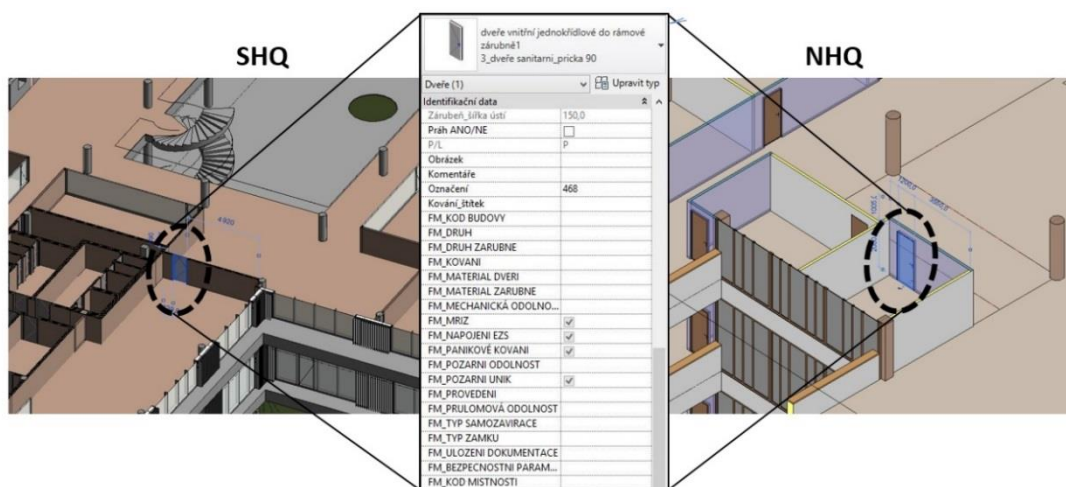 SHQ
NHQ
dveře vnitřní jednokřídlové do rámové
zárubně1
3_dveře sanitarni_pricka 90
Dveře (1)
Upravit typ
Identifikační data
Zárubeň_šířka ústí 150,0
Práh ANO/NE
P/L P
Obrázek
Komentáře
Označení 468
Kování_štítek
FM_KOD BUDOVY
FM_DRUH
FM_DRUH ZARUBNE
FM_KOVANI
FM_MATERIAL DVERI
FM_MATERIAL ZARUBNE
FM_MECHANICKÁ ODOLNO...
FM_MRIZ
FM_NAPOJENI EZS
FM_PANIKOVÉ KOVANI
FM_POZARNI ODOLNOST
FM_POZARNI UNIK
FM_PROVEDENI
FM_PRULOMOVÁ ODOLNOST
FM_TYP SAMOZAVIRACE
FM_TYP ZAMKU
FM_ULOZENI DOKUMENTACE
FM_BEZPECNOSTNI PARAM...
FM_KOD MISTNOSTI